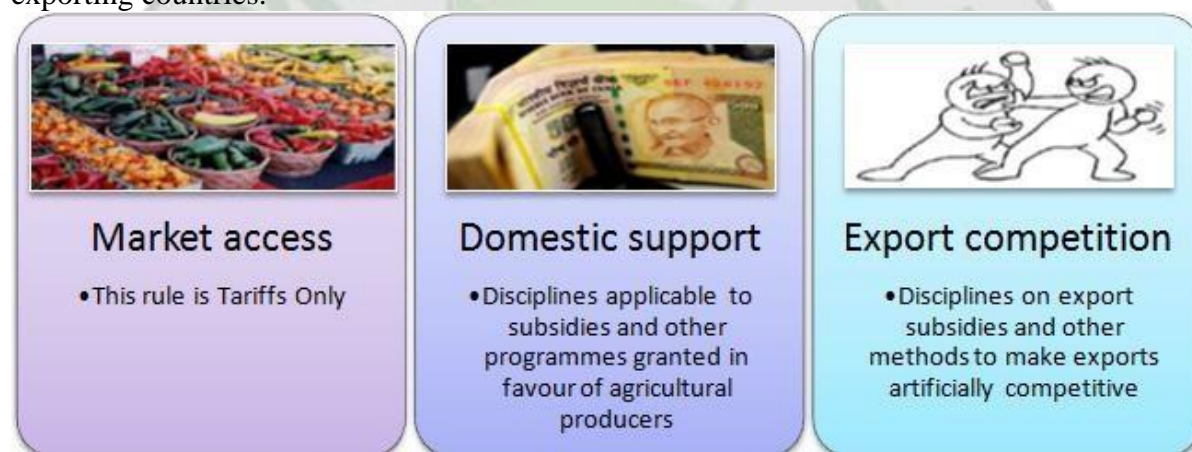 exporting countries.
Market access
•This rule is Tariffs Only
Domestic support
•Disciplines applicable to
subsidies and other
programmes granted in
favour of agricultural
producers
Export competition
•Disciplines on export
subsidies and other
methods to make exports
artificially competitive